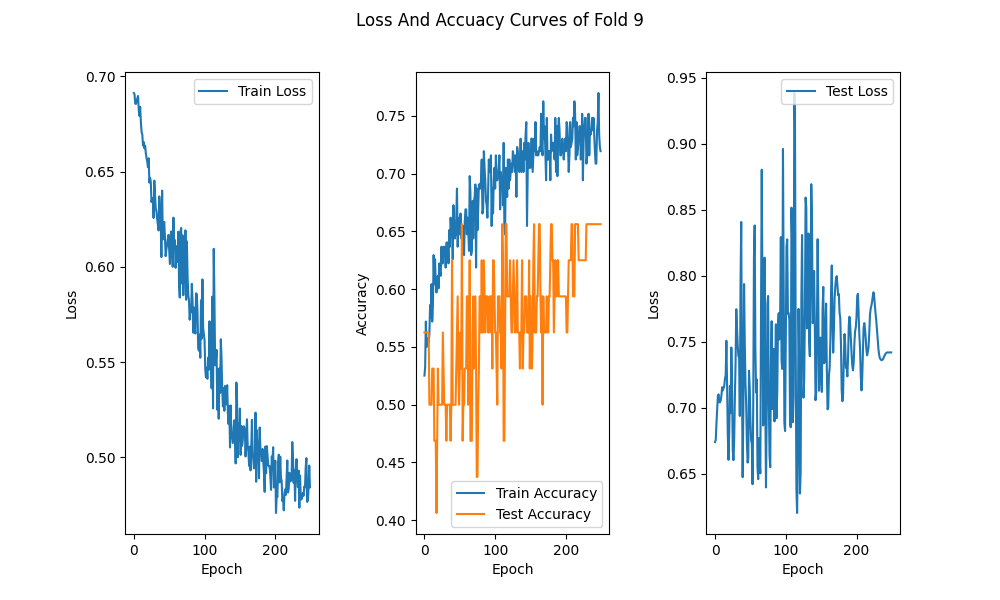 Loss And Accuacy Curves of Fold 9
0.70
0.65
0.60
0.55
0.50
Loss
0
100
200
Epoch
Train Loss
0.75
0.70
0.65
0.60
0.55
0.50
0.45
0.40
Accuracy
0
100
200
Epoch
Train Accuracy
Test Accuracy
0.95
0.90
0.85
0.80
0.75
0.70
0.65
Loss
0
100
200
Epoch
Test Loss